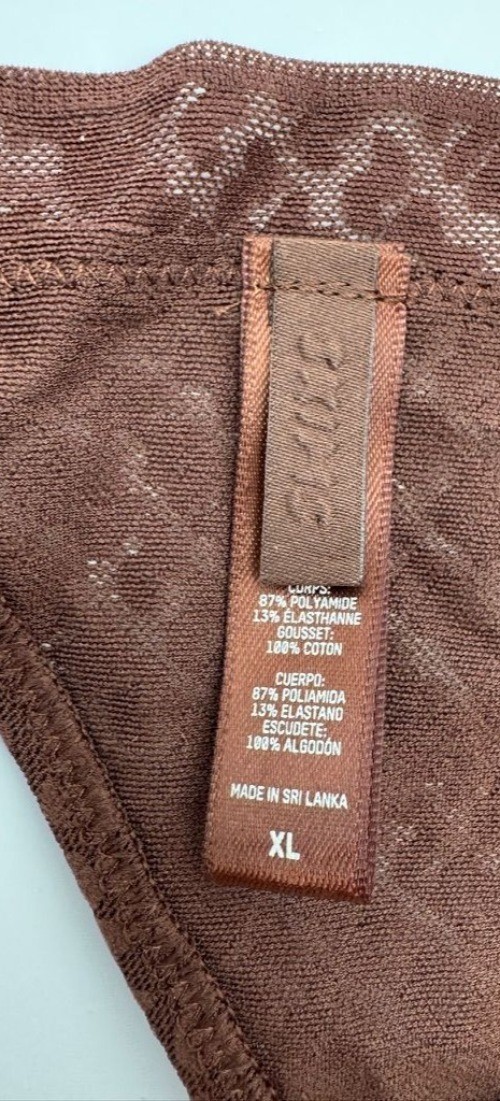 SKIMS
CORPS:
87% POLYAMIDE
13% ÉLASTHANNE
GOUSSET:
100% COTON
CUERPO:
87% POLIAMIDA
13% ELASTANO
ESCUDETE:
100% ALGODÓN
MADE IN SRI LANKA
XL